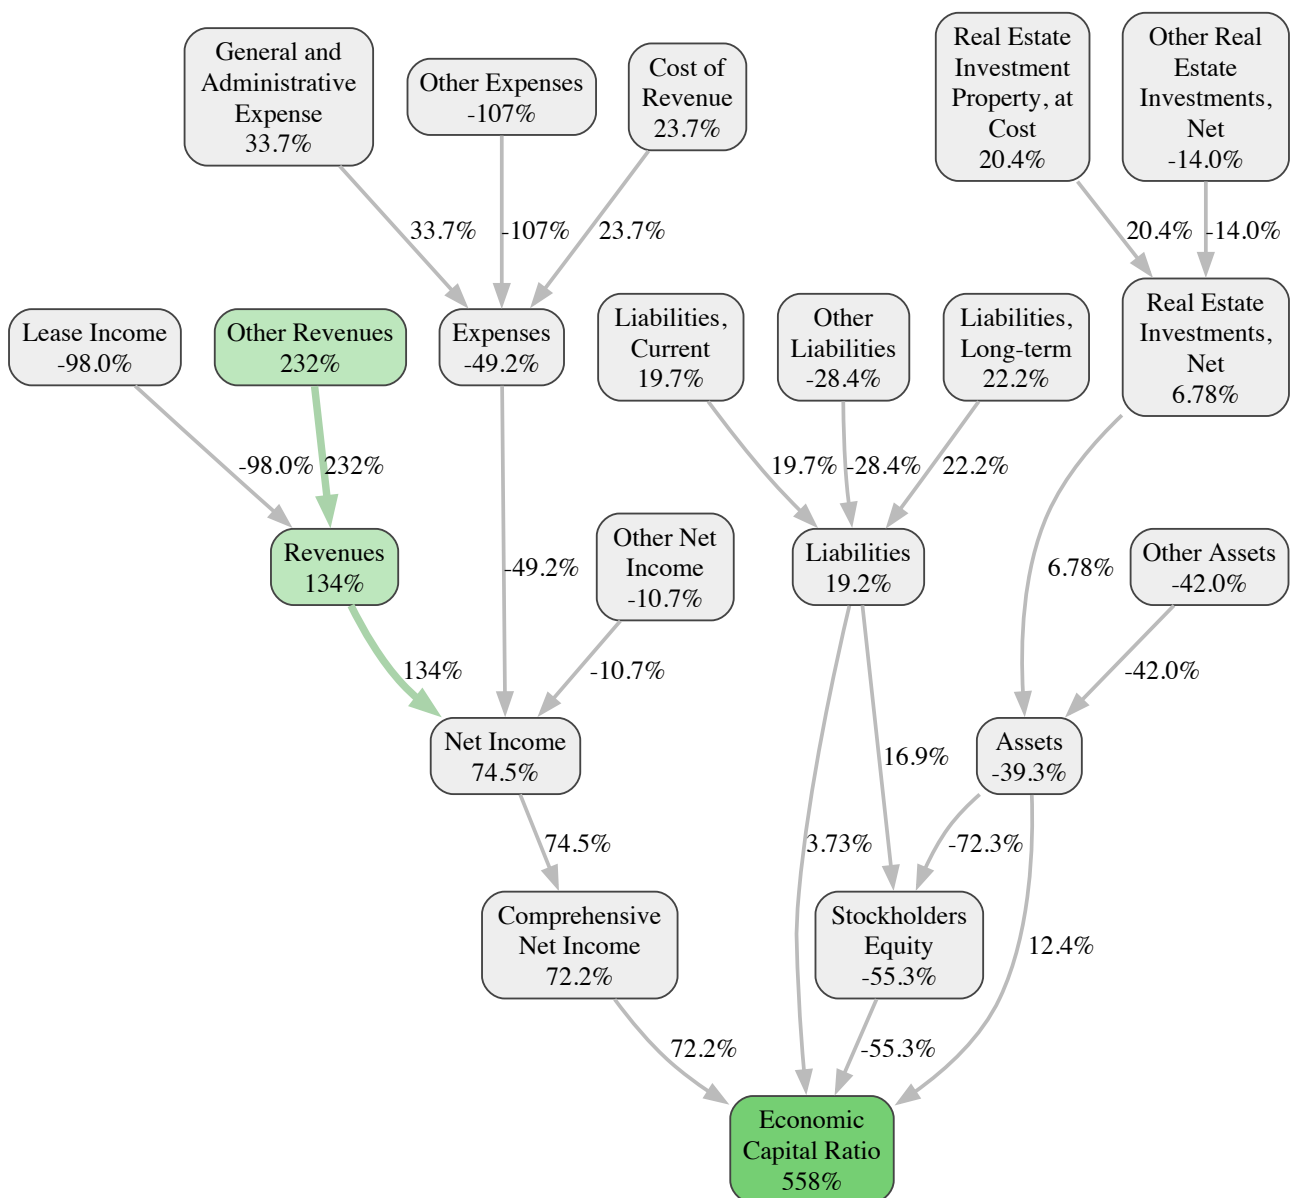 General and
Administrative
Expense
33.7%
Other Expenses
-107%
Cost of
Revenue
23.7%
Real Estate
Investment
Property, at
Cost
20.4%
Other Real
Estate
Investments,
Net
-14.0%
33.7%
-107%
23.7%
20.4%
-14.0%
Lease Income
-98.0%
Other Revenues
232%
Expenses
-49.2%
Liabilities,
Current
19.7%
Other
Liabilities
-28.4%
Liabilities,
Long-term
22.2%
Real Estate
Investments,
Net
6.78%
-98.0%
232%
19.7%
-28.4%
22.2%
Revenues
134%
-49.2%
Other Net
Income
-10.7%
Liabilities
19.2%
6.78%
Other Assets
-42.0%
134%
-10.7%
-42.0%
Net Income
74.5%
16.9%
Assets
-39.3%
74.5%
3.73%
-72.3%
Comprehensive
Net Income
72.2%
Stockholders
Equity
-55.3%
12.4%
72.2%
-55.3%
Economic
Capital Ratio
558%